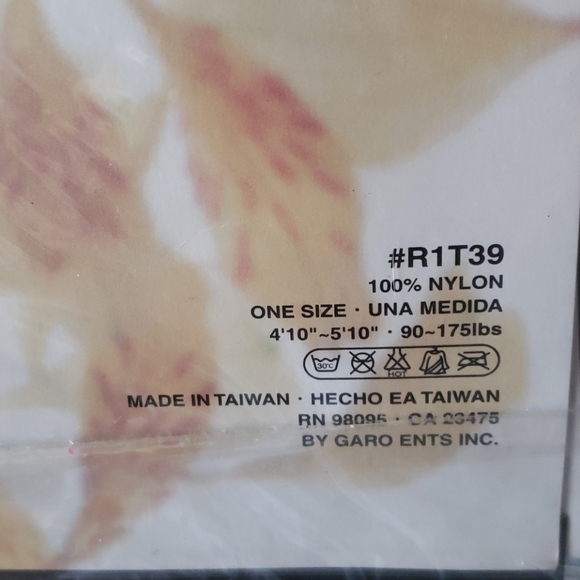 #R1T39
100% NYLON
ONE SIZE · UNA MEDIDA
4'10"~5'10" · 90~175lbs
30°C HOT
MADE IN TAIWAN · HECHO EA TAIWAN
RN 98095 · CA 23475
BY GARO ENTS INC.